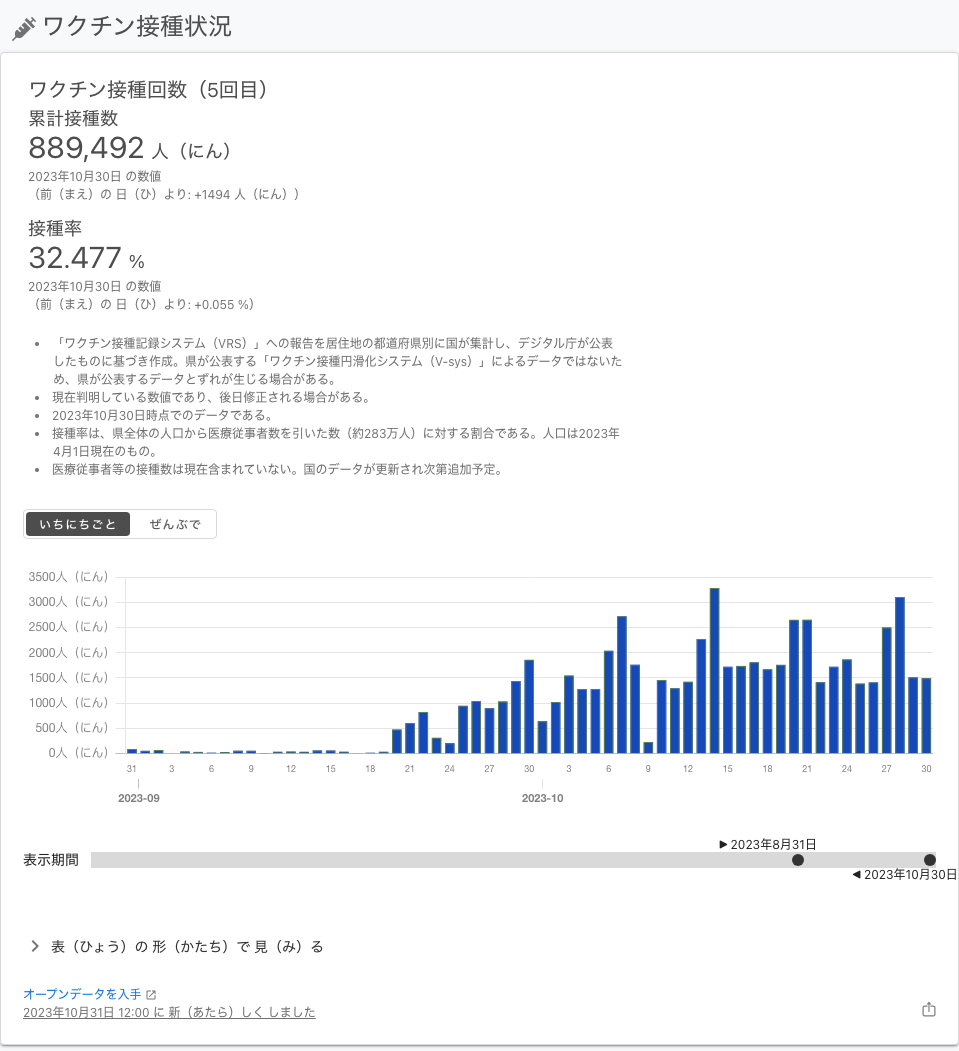 ワクチン接種状況
ワクチン接種回数（5回目）
累計接種数
889,492 人（にん）
2023年10月30日 の数値
（前（まえ）の 日（ひ）より: +1494 人（にん））
接種率
32.477 %
2023年10月30日 の数値
（前（まえ）の 日（ひ）より: +0.055 %）
「ワクチン接種記録システム（VRS）」への報告を居住地の都道府県別に国が集計し、デジタル庁が公表
したものに基づき作成。県が公表する「ワクチン接種円滑化システム（V-sys）」によるデータではないた
め、県が公表するデータとずれが生じる場合がある。
現在判明している数値であり、後日修正される場合がある。
2023年10月30日時点でのデータである。
接種率は、県全体の人口から医療従事者数を引いた数（約283万人）に対する割合である。人口は2023年
4月1日現在のもの。
医療従事者等の接種数は現在含まれていない。国のデータが更新され次第追加予定。
いちにちごと ぜんぶで
3500人（にん）
3000人（にん）
2500人（にん）
2000人（にん）
1500人（にん）
1000人（にん）
500人（にん）
0人（にん）
31 3 6 9 12 15 18 21 24 27 30 3 6 9 12 15 18 21 24 27 30
2023-09 2023-10
2023年8月31日
表示期間
2023年10月30日
表（ひょう）の 形（かたち）で 見（み）る
オープンデータを入手
2023年10月31日 12:00 に 新（あたら）しく しました